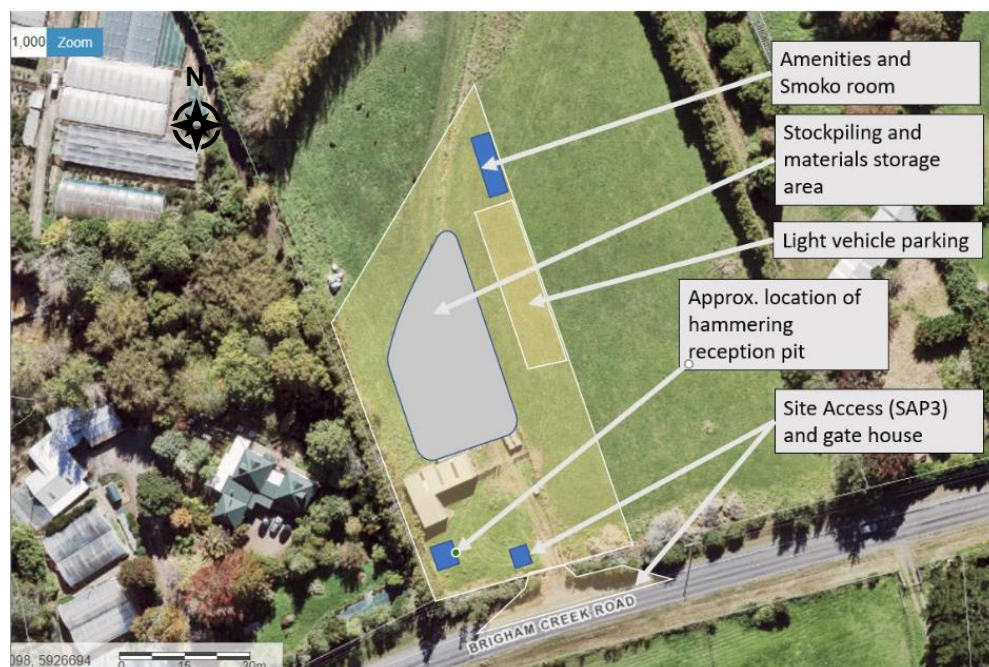 1,000 Zoom
N
Amenities and
Smoko room
Stockpiling and
materials storage
area
Light vehicle parking
Approx. location of
hammering
reception pit
Site Access (SAP3)
and gate house
BRIGHAM CREEK ROAD
098, 5926694
0 15 30m